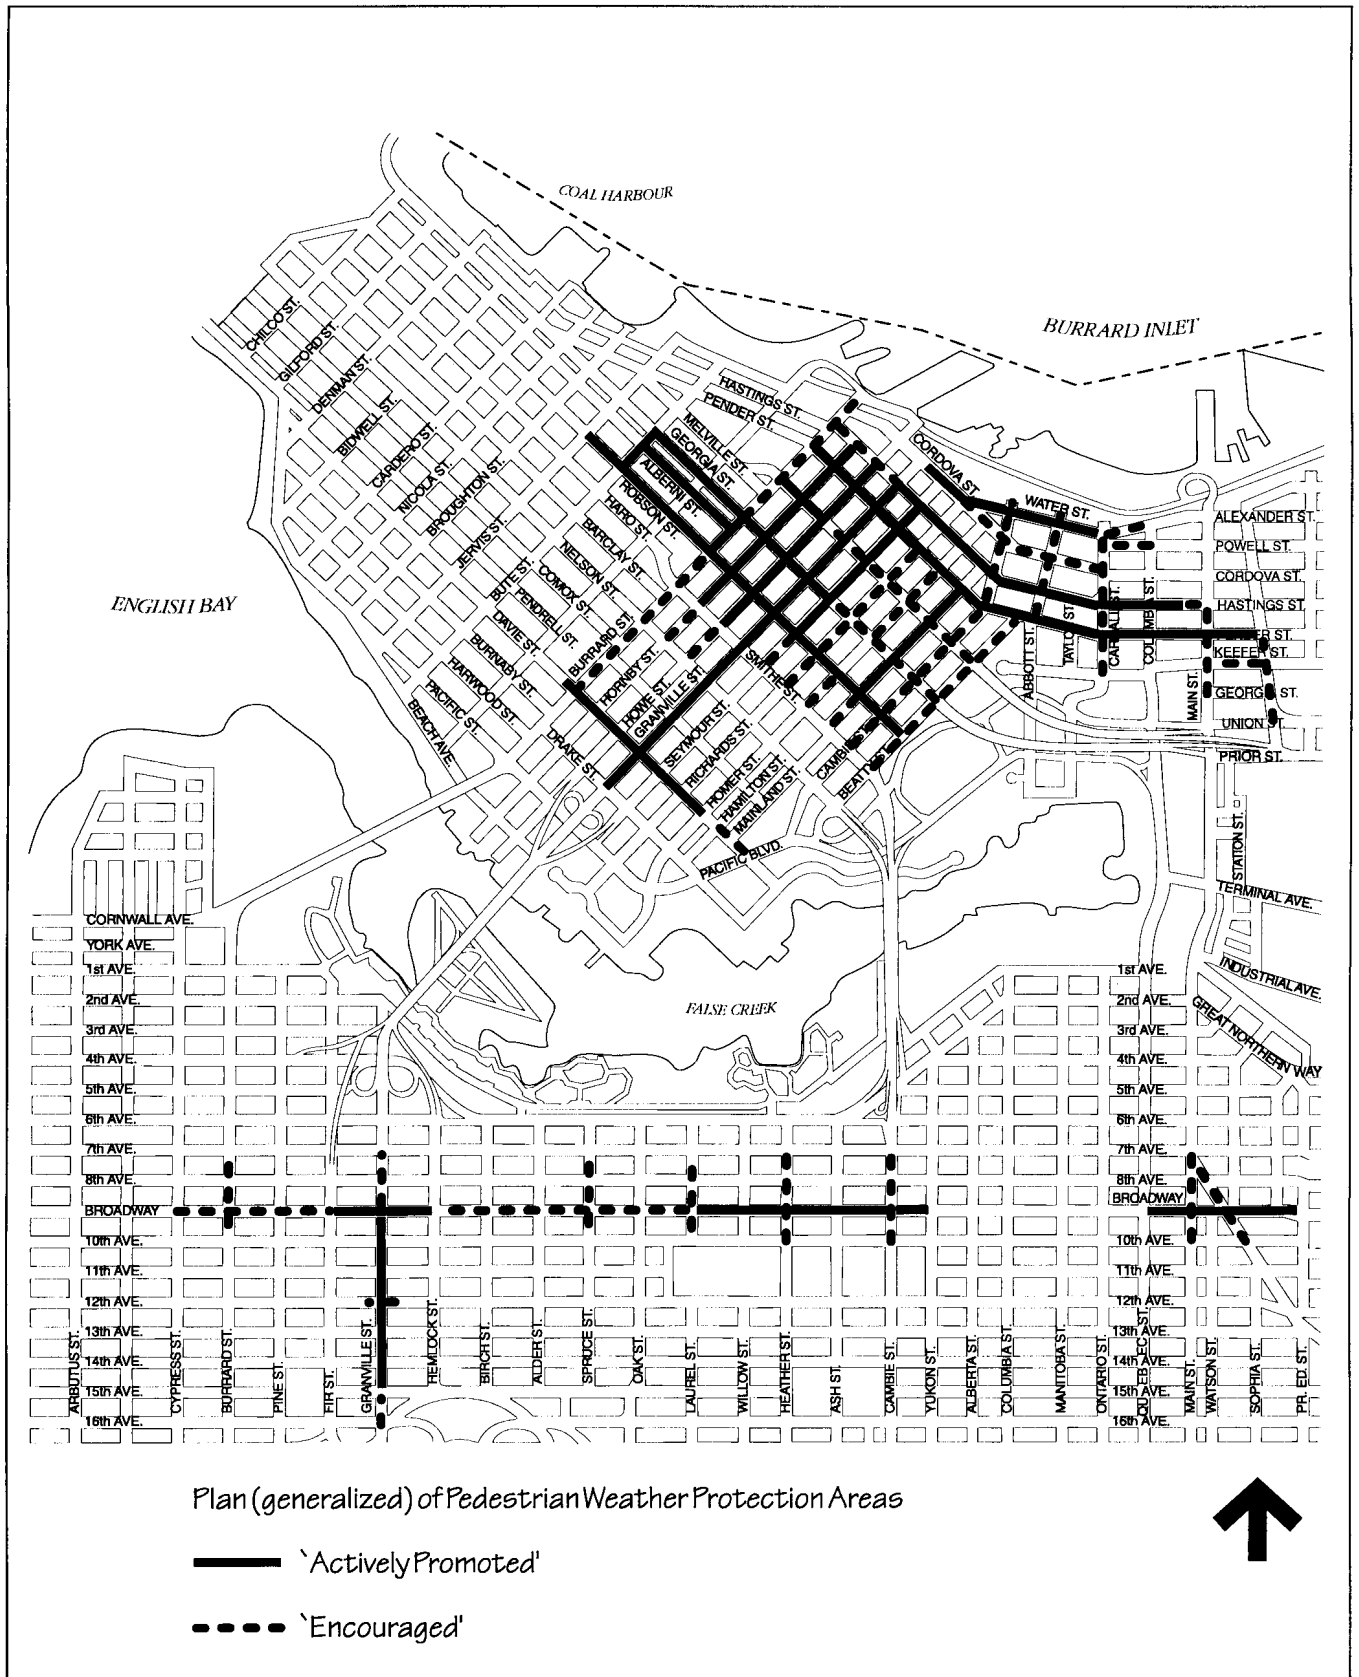 COAL HARBOUR
BURRARD INLET
ENGLISH BAY
FALSE CREEK
CHILCO ST.
GILFORD ST.
DENMAN ST.
BIDWELL ST.
CARDERO ST.
NICOLA ST.
BROUGHTON ST.
JERVIS ST.
BUTE ST.
BURRARD ST.
HORNBY ST.
HOWE ST.
GRANVILLE ST.
SEYMOUR ST.
RICHARDS ST.
HOMER ST.
HAMILTON ST.
MAINLAND ST.
BEATTY ST.
HASTINGS ST.
PENDER ST.
MELVILLE ST.
GEORGIA ST.
ALBERNI ST.
ROBSON ST.
HARO ST.
BARCLAY ST.
NELSON ST.
COMOX ST.
PENDRELL ST.
DAVIE ST.
BURNABY ST.
HARWOOD ST.
PACIFIC ST.
BEACH AVE.
DRAKE ST.
SMITHE ST.
PACIFIC BLVD.
CORDOVA ST.
WATER ST.
ALEXANDER ST.
POWELL ST.
CORDOVA ST.
HASTINGS ST.
KEEFER ST.
GEORGIA ST.
UNION ST.
PRIOR ST.
ABBOTT ST.
MAIN ST.
STATION ST.
TERMINAL AVE.
INDUSTRIAL AVE.
GREAT NORTHERN WAY
CORNWALL AVE.
YORK AVE.
1st AVE.
2nd AVE.
3rd AVE.
4th AVE.
5th AVE.
6th AVE.
7th AVE.
8th AVE.
BROADWAY
10th AVE.
11th AVE.
12th AVE.
13th AVE.
14th AVE.
15th AVE.
16th AVE.
1st AVE.
2nd AVE.
3rd AVE.
4th AVE.
5th AVE.
6th AVE.
7th AVE.
8th AVE.
BROADWAY
10th AVE.
11th AVE.
12th AVE.
13th AVE.
14th AVE.
15th AVE.
16th AVE.
ARBUTUS ST.
CYPRESS ST.
BURRARD ST.
PINE ST.
FIR ST.
GRANVILLE ST.
HEMLOCK ST.
BIRCH ST.
ALDER ST.
SPRUCE ST.
OAK ST.
LAUREL ST.
WILLOW ST.
HEATHER ST.
ASH ST.
CAMBIE ST.
YUKON ST.
ALBERTA ST.
COLUMBIA ST.
MANITOBA ST.
ONTARIO ST.
QUEBEC ST.
MAIN ST.
WATSON ST.
SOPHIA ST.
PR. ED. ST.
Plan (generalized) of Pedestrian Weather Protection Areas
`Actively Promoted'
`Encouraged'